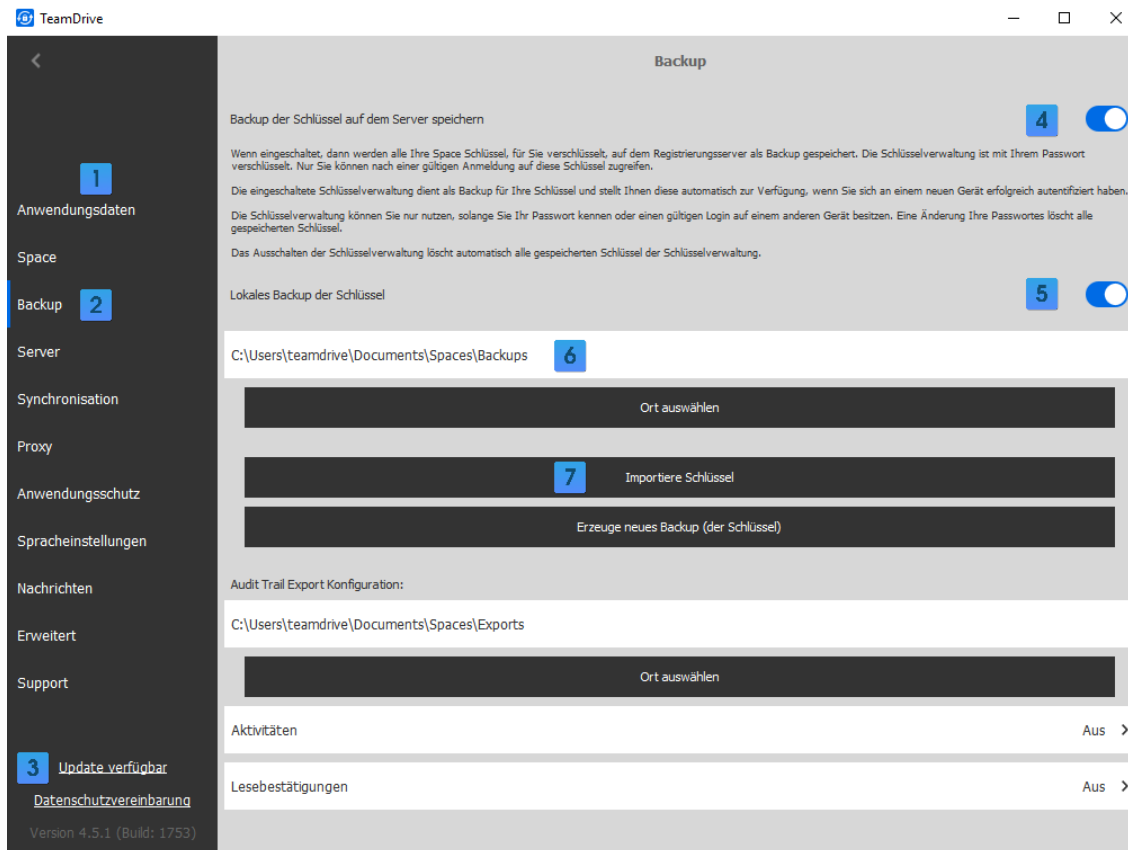 TeamDrive
Backup
Backup der Schlüssel auf dem Server speichern
4
Wenn eingeschaltet, dann werden alle Ihre Space Schlüssel, für Sie verschlüsselt, auf dem Registrierungsserver als Backup gespeichert. Die Schlüsselverwaltung ist mit Ihrem Passwort
verschlüsselt. Nur Sie können nach einer gültigen Anmeldung auf diese Schlüssel zugreifen.
Die eingeschaltete Schlüsselverwaltung dient als Backup für Ihre Schlüssel und stellt Ihnen diese automatisch zur Verfügung, wenn Sie sich an einem neuen Gerät erfolgreich autentifiziert haben.
Die Schlüsselverwaltung können Sie nur nutzen, solange Sie Ihr Passwort kennen oder einen gültigen Login auf einem anderen Gerät besitzen. Eine Änderung Ihre Passwortes löscht alle
gespeicherten Schlüssel.
Das Ausschalten der Schlüsselverwaltung löscht automatisch alle gespeicherten Schlüssel der Schlüsselverwaltung.
Lokales Backup der Schlüssel
5
C:\Users\teamdrive\Documents\Spaces\Backups
6
Ort auswählen
7
Importiere Schlüssel
Erzeuge neues Backup (der Schlüssel)
Audit Trail Export Konfiguration:
C:\Users\teamdrive\Documents\Spaces\Exports
Ort auswählen
Aktivitäten
Aus
Lesebestätigungen
Aus
1
Anwendungsdaten
Space
Backup
2
Server
Synchronisation
Proxy
Anwendungsschutz
Spracheinstellungen
Nachrichten
Erweitert
Support
3
Update verfügbar
Datenschutzvereinbarung
Version 4.5.1 (Build: 1753)